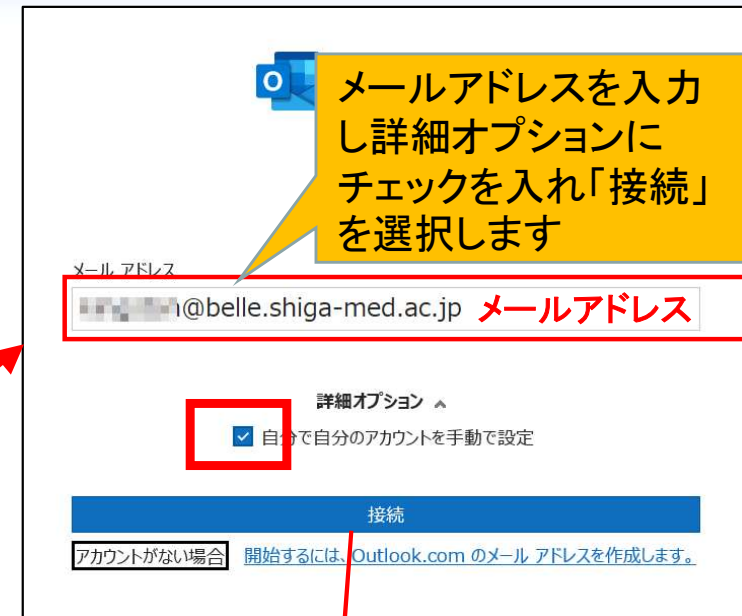 メールアドレスを入力
し詳細オプションに
チェックを入れ「接続」
を選択します
メール アドレス
@belle.shiga-med.ac.jp メールアドレス
詳細オプション
自分で自分のアカウントを手動で設定
接続
アカウントがない場合 開始するには、Outlook.com のメール アドレスを作成します。